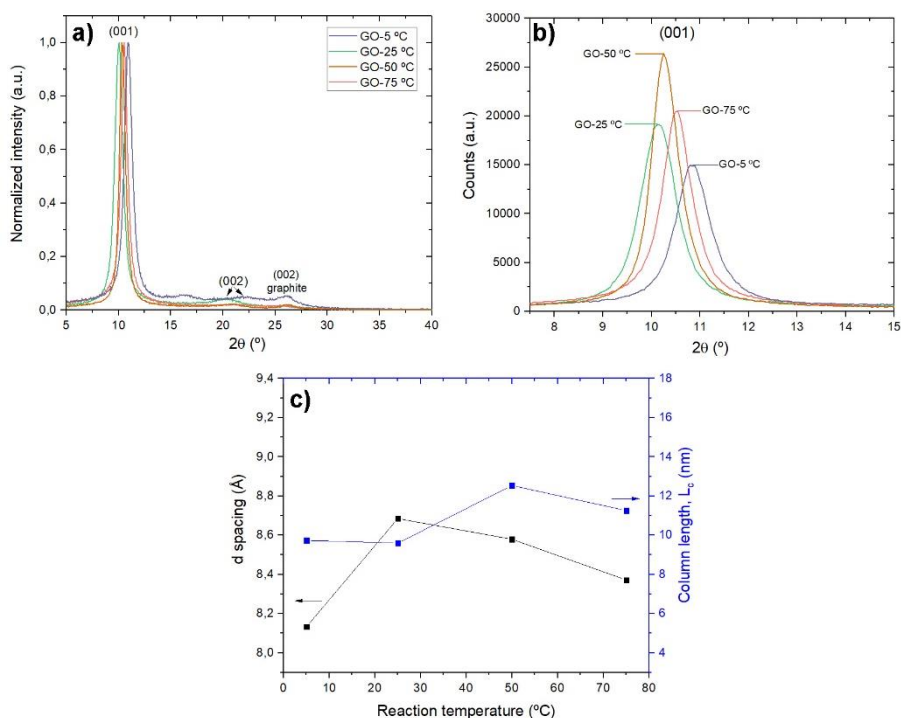 a)
(001)
GO-5 ºC
GO-25 ºC
GO-50 ºC
GO-75 ºC
(002)
(002)
graphite
Normalized intensity (a.u.)
1,0
0,8
0,6
0,4
0,2
0,0
5 10 15 20 25 30 35 40
2θ (º)
b)
(001)
GO-50 ºC
GO-75 ºC
GO-25 ºC
GO-5 ºC
Counts (a.u.)
30000
25000
20000
15000
10000
5000
0
8 9 10 11 12 13 14 15
2θ (º)
c)
d spacing (Å)
9,4
9,2
9,0
8,8
8,6
8,4
8,2
8,0
Column length, Lc (nm)
18
16
14
12
10
8
6
4
0 10 20 30 40 50 60 70 80
Reaction temperature (ºC)